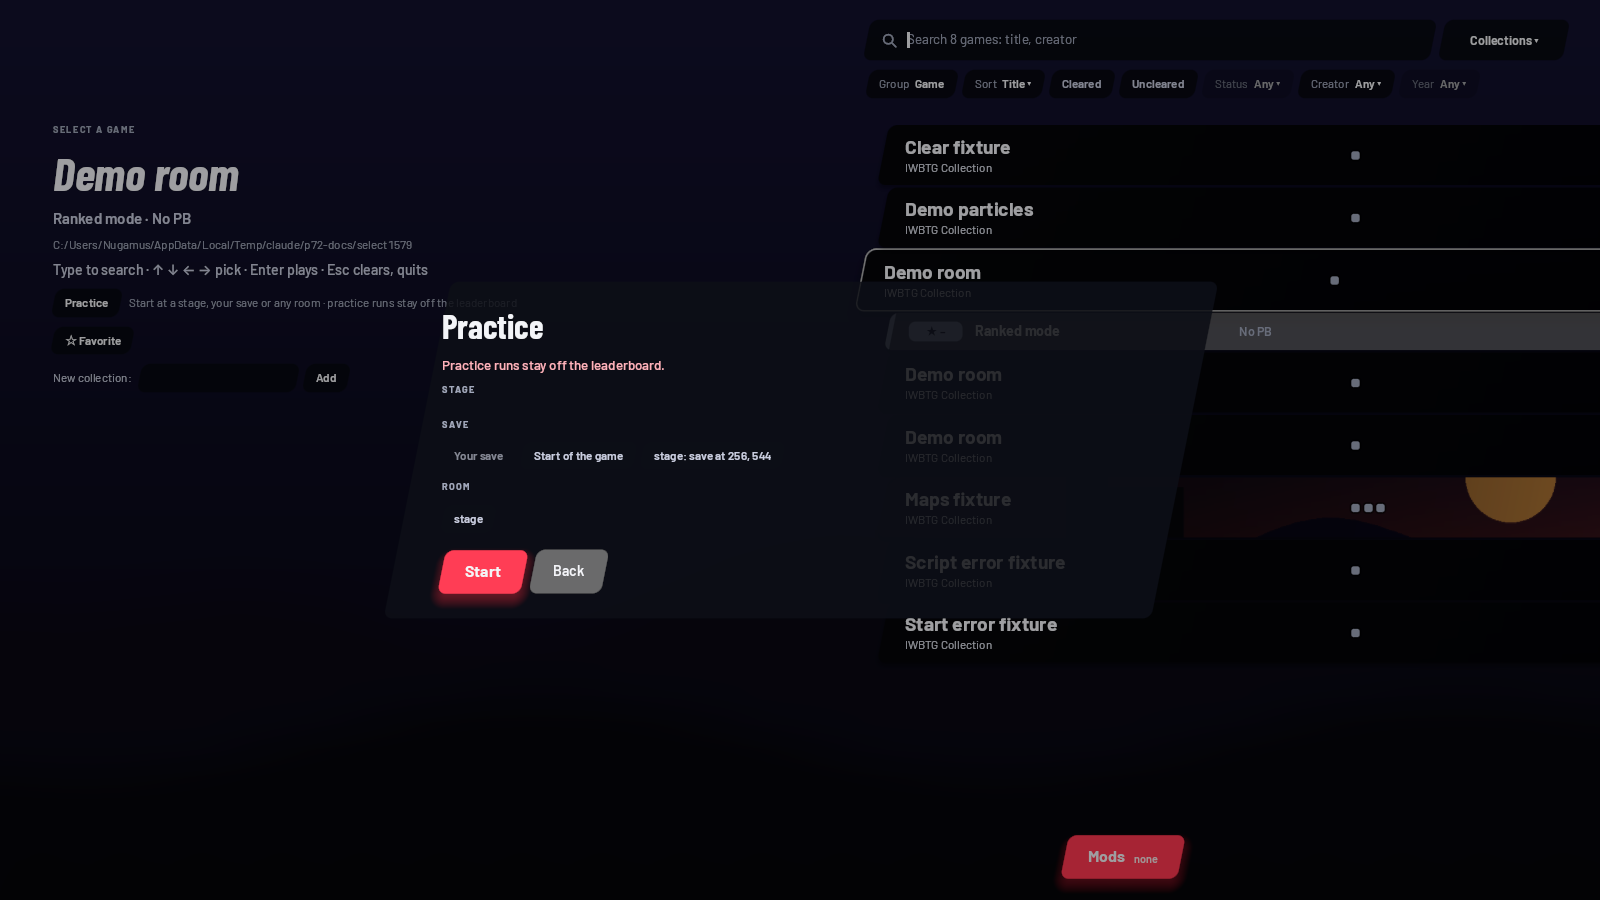 Search 8 games: title, creator
Collections
Group Game Sort Title Cleared Uncleared Status Any Creator Any Year Any
SELECT A GAME
Demo room
Ranked mode · No PB
C:/Users/Nugamus/AppData/Local/Temp/claude/p72-docs/select1579
Type to search · ↑ ↓ ← → pick · Enter plays · Esc clears, quits
Practice Start at a stage, your save or any room · practice runs stay off the leaderboard
☆ Favorite
New collection: Add
Clear fixture
IWBTG Collection
Demo particles
IWBTG Collection
Demo room
IWBTG Collection
★ – Ranked mode No PB
Demo room
IWBTG Collection
Demo room
IWBTG Collection
Maps fixture
IWBTG Collection
Script error fixture
IWBTG Collection
Start error fixture
IWBTG Collection
Practice
Practice runs stay off the leaderboard.
STAGE
SAVE
Your save Start of the game stage: save at 256, 544
ROOM
stage
Start Back
Mods none